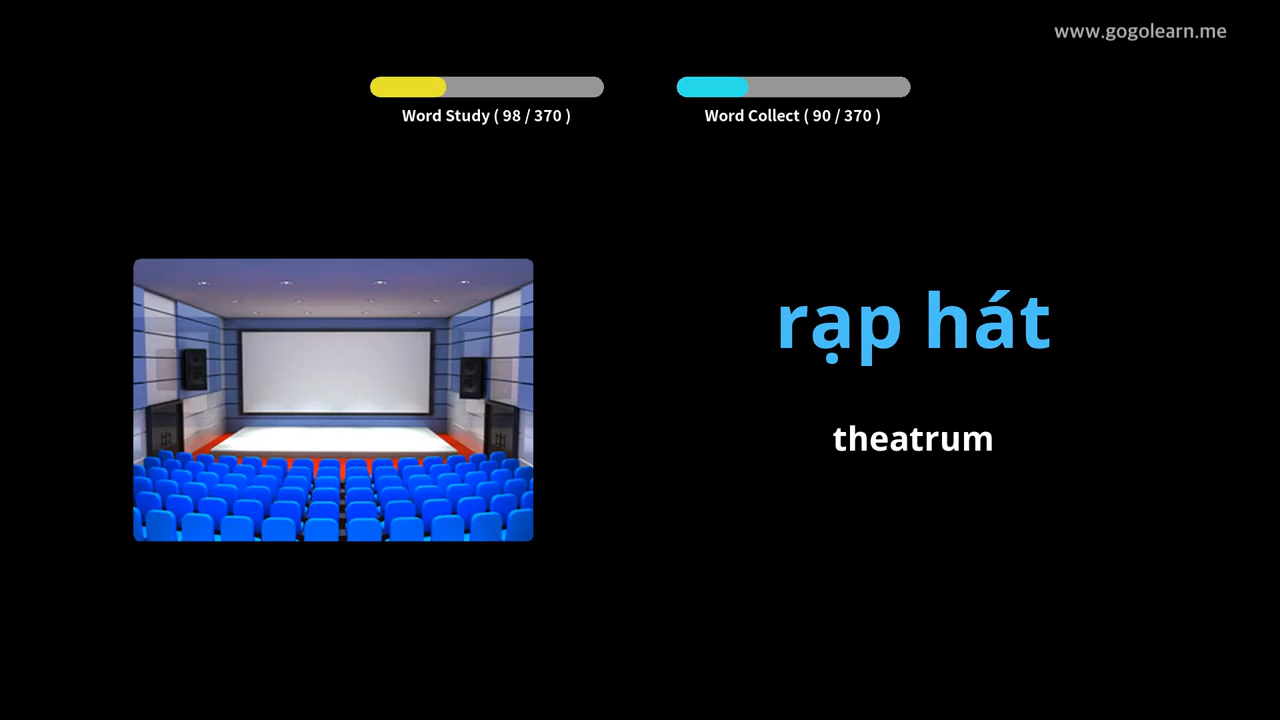 www.gogolearn.me
Word Study ( 98 / 370 )
Word Collect ( 90 / 370 )
rạp hát
theatrum